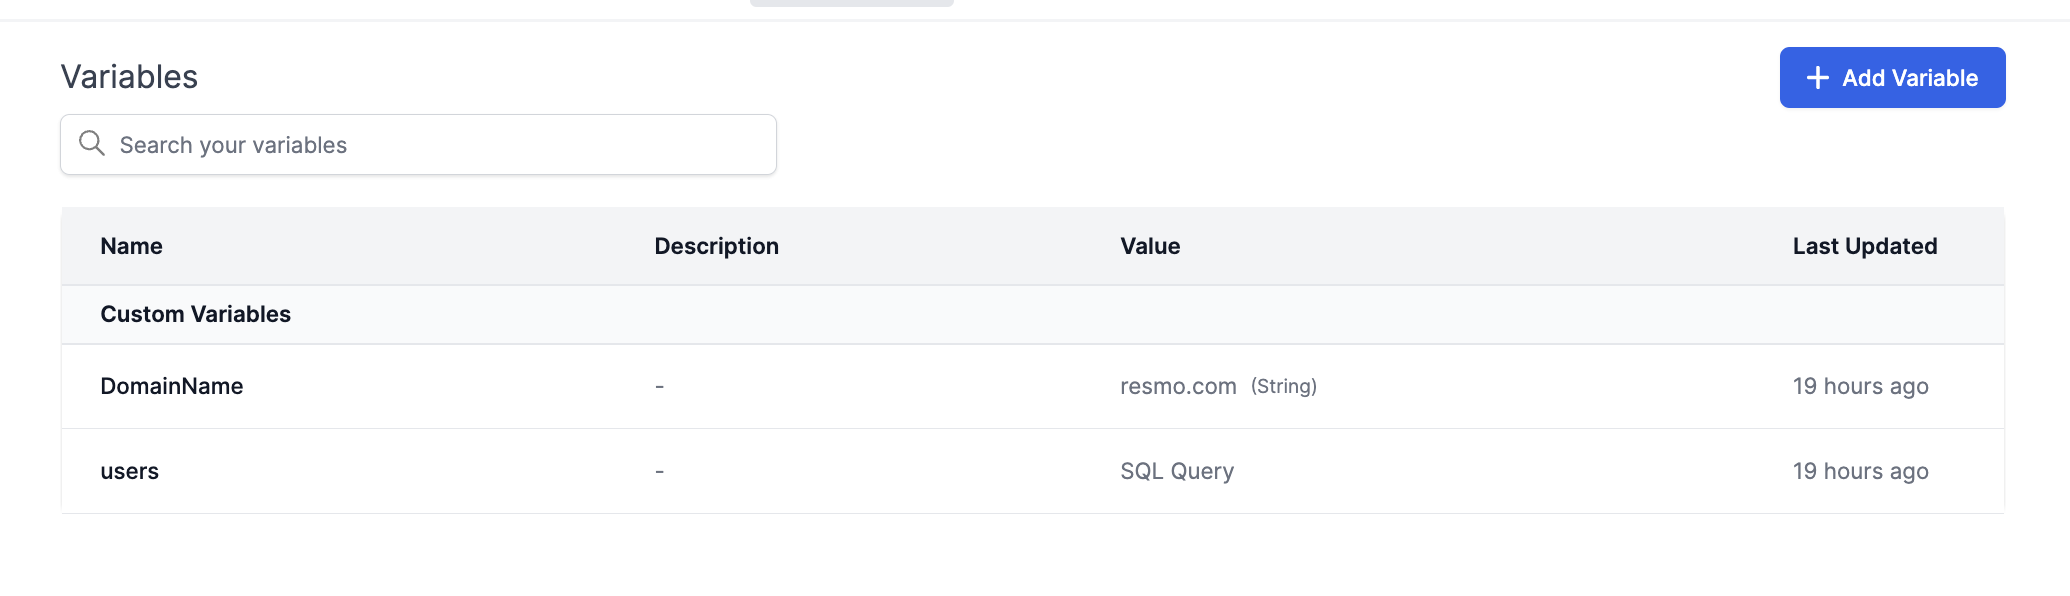 Variables
Add Variable
Search your variables
Name Description Value Last Updated
Custom Variables
DomainName - resmo.com (String) 19 hours ago
users - SQL Query 19 hours ago